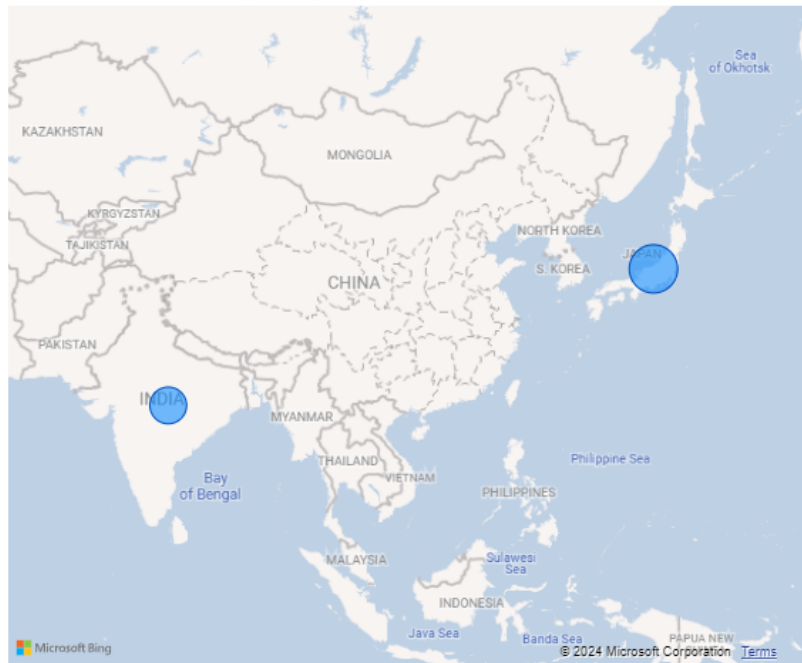 Sea
of Okhotsk
KAZAKHSTAN
MONGOLIA
KYRGYZSTAN
TAJIKISTAN
NORTH KOREA
JAPAN
S. KOREA
CHINA
PAKISTAN
INDIA
MYANMAR
THAILAND
Philippine Sea
Bay
of Bengal
VIETNAM
PHILIPPINES
MALAYSIA
Sulawesi
Sea
INDONESIA
Java Sea
Banda Sea
PAPUA NEW
Microsoft Bing
© 2024 Microsoft Corporation Terms